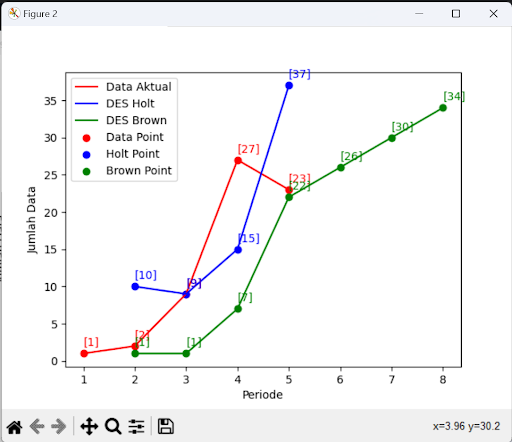 Figure 2
Data Aktual
DES Holt
DES Brown
Data Point
Holt Point
Brown Point
Jumlah Data
35
30
25
20
15
10
5
0
[1]
[2]
[9]
[27]
[23]
[10]
[9]
[15]
[37]
[1]
[1]
[7]
[22]
[26]
[30]
[34]
1 2 3 4 5 6 7 8
Periode
x=3.96 y=30.2